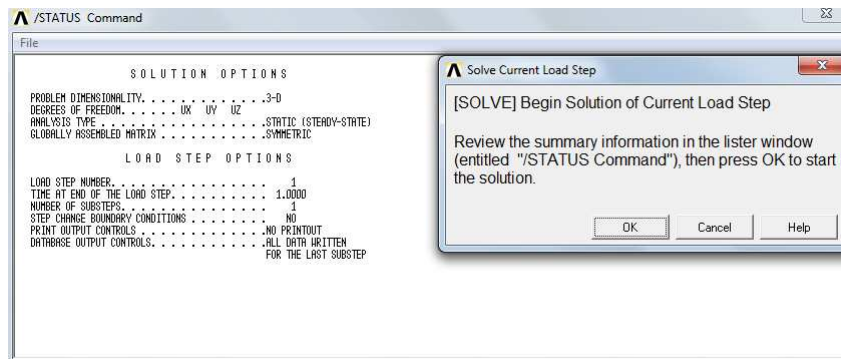 /STATUS Command
File
SOLUTION OPTIONS
PROBLEM DIMENSIONALITY. . . . . . . . . . . . .3-D
DEGREES OF FREEDOM. . . . . . UX UY UZ
ANALYSIS TYPE . . . . . . . . . . . . . . . . .STATIC (STEADY-STATE)
GLOBALLY ASSEMBLED MATRIX . . . . . . . . . . .SYMMETRIC
LOAD STEP OPTIONS
LOAD STEP NUMBER. . . . . . . . . . . . . . . . 1
TIME AT END OF THE LOAD STEP. . . . . . . . . . 1.0000
NUMBER OF SUBSTEPS. . . . . . . . . . . . . . . 1
STEP CHANGE BOUNDARY CONDITIONS . . . . . . . . NO
PRINT OUTPUT CONTROLS . . . . . . . . . . . . .NO PRINTOUT
DATABASE OUTPUT CONTROLS. . . . . . . . . . . .ALL DATA WRITTEN
FOR THE LAST SUBSTEP
Solve Current Load Step
[SOLVE] Begin Solution of Current Load Step
Review the summary information in the lister window
(entitled "/STATUS Command"), then press OK to start
the solution.
OK Cancel Help